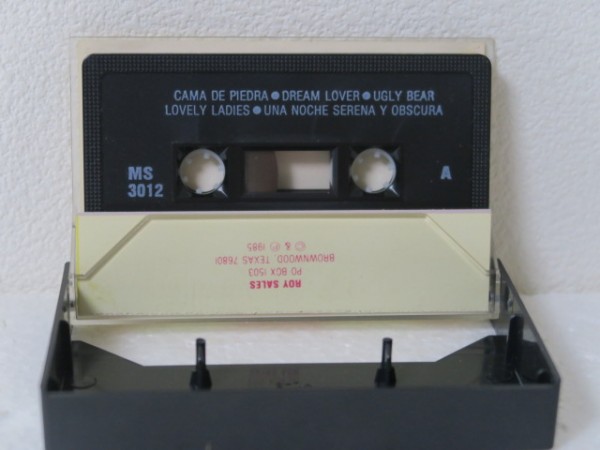 CAMA DE PIEDRA ● DREAM LOVER ● UGLY BEAR
LOVELY LADIES ● UNA NOCHE SERENA Y OBSCURA
MS
3012
A
ROY SALES
PO BOX 1503
BROWNWOOD, TEXAS 76801
© & ℗ 1985